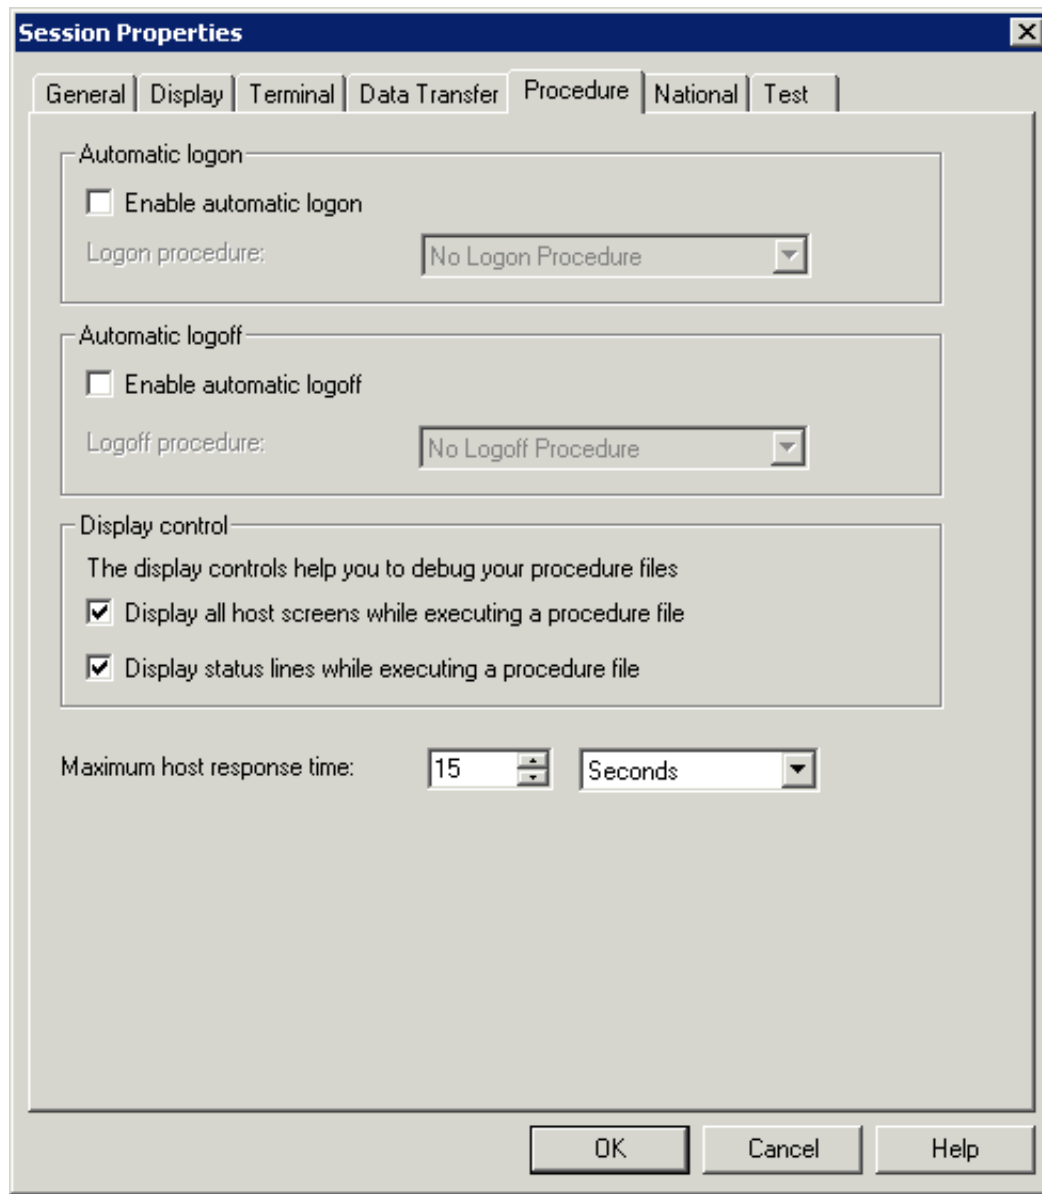 Session Properties
General Display Terminal Data Transfer Procedure National Test
Automatic logon
Enable automatic logon
Logon procedure: No Logon Procedure
Automatic logoff
Enable automatic logoff
Logoff procedure: No Logoff Procedure
Display control
The display controls help you to debug your procedure files
Display all host screens while executing a procedure file
Display status lines while executing a procedure file
Maximum host response time: 15 Seconds
OK Cancel Help